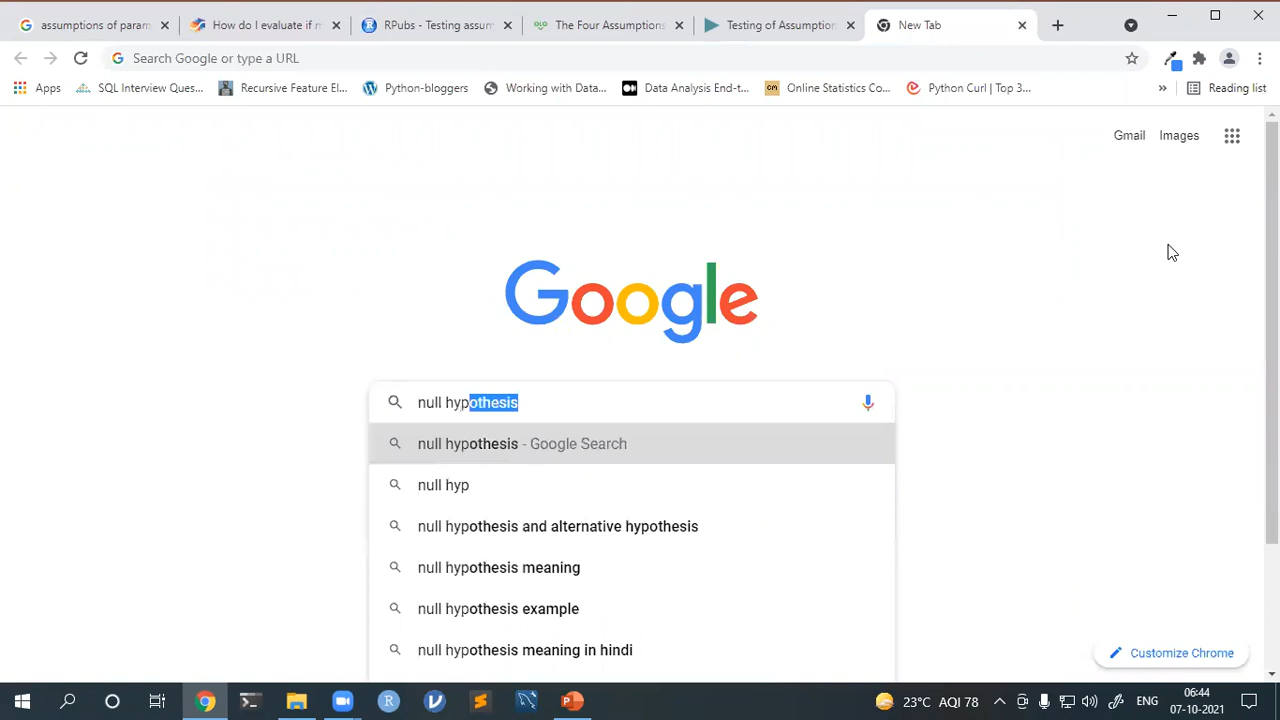 assumptions of param
How do I evaluate if m
RPubs - Testing assum
The Four Assumptions
Testing of Assumption
New Tab
Search Google or type a URL
Apps
SQL Interview Ques...
Recursive Feature El...
Python-bloggers
Working with Data...
Data Analysis End-t...
Online Statistics Co...
Python Curl | Top 3...
»
Reading list
Gmail
Images
Google
null hypothesis
null hypothesis - Google Search
null hyp
null hypothesis and alternative hypothesis
null hypothesis meaning
null hypothesis example
null hypothesis meaning in hindi
Customize Chrome
23°C AQI 78
ENG
06:44
07-10-2021